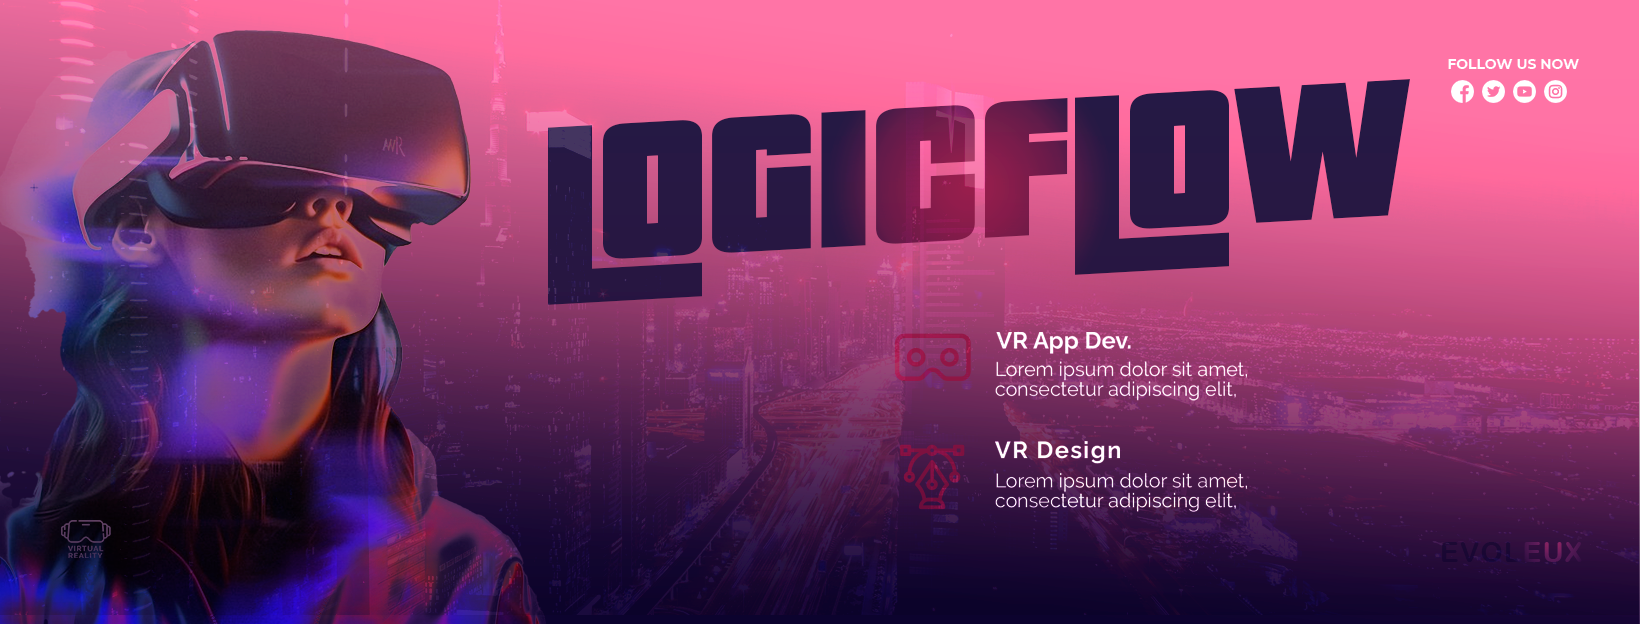 LOGICFLOW
FOLLOW US NOW
VR App Dev.
Lorem ipsum dolor sit amet,
consectetur adipiscing elit,
VR Design
Lorem ipsum dolor sit amet,
consectetur adipiscing elit,
VIRTUAL
REALITY
EVOLEUX